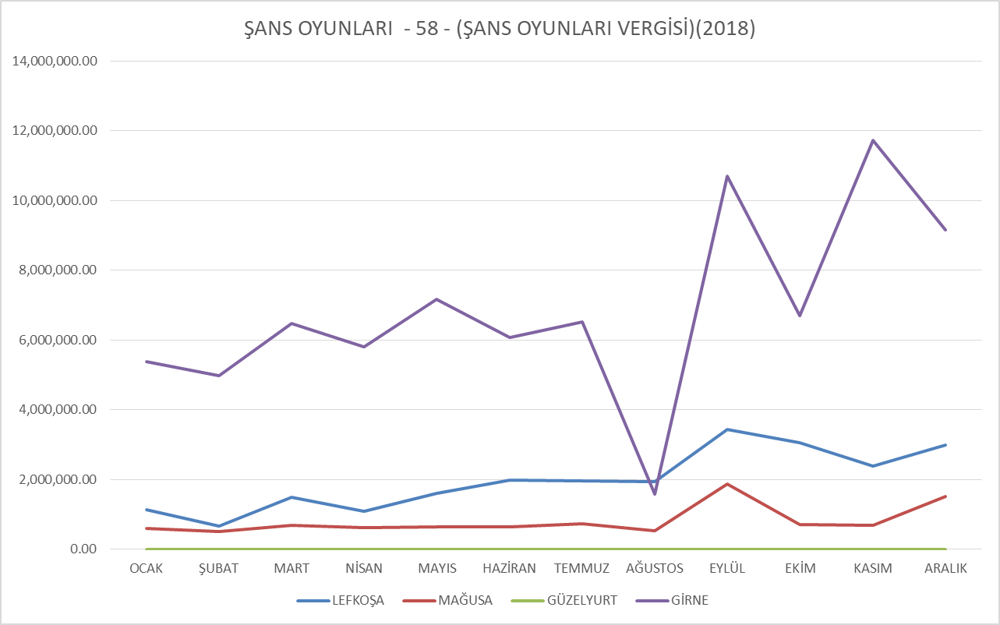 ŞANS OYUNLARI - 58 - (ŞANS OYUNLARI VERGİSİ)(2018)
14,000,000.00
12,000,000.00
10,000,000.00
8,000,000.00
6,000,000.00
4,000,000.00
2,000,000.00
0.00
OCAK ŞUBAT MART NİSAN MAYIS HAZİRAN TEMMUZ AĞUSTOS EYLÜL EKİM KASIM ARALIK
LEFKOŞA MAĞUSA GÜZELYURT GİRNE